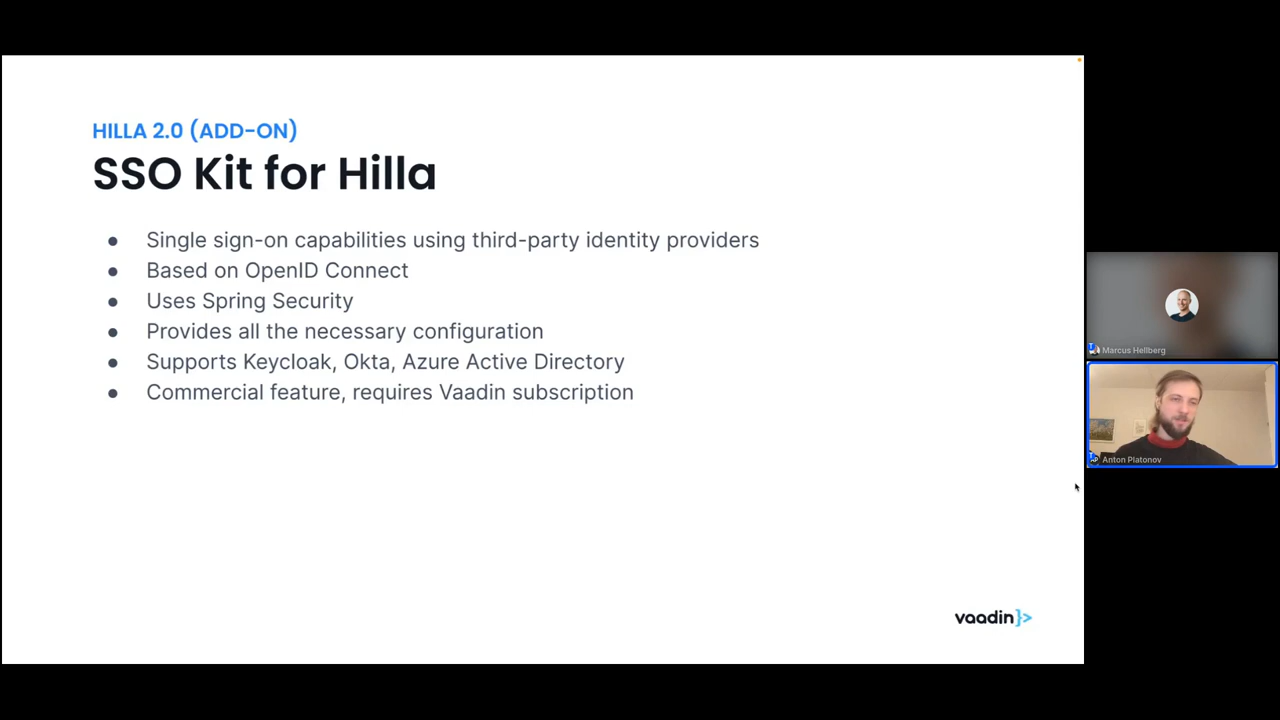 HILLA 2.0 (ADD-ON)
SSO Kit for Hilla
● Single sign-on capabilities using third-party identity providers
● Based on OpenID Connect
● Uses Spring Security
● Provides all the necessary configuration
● Supports Keycloak, Okta, Azure Active Directory
● Commercial feature, requires Vaadin subscription
Marcus Hellberg
Anton Platonov
vaadin}>